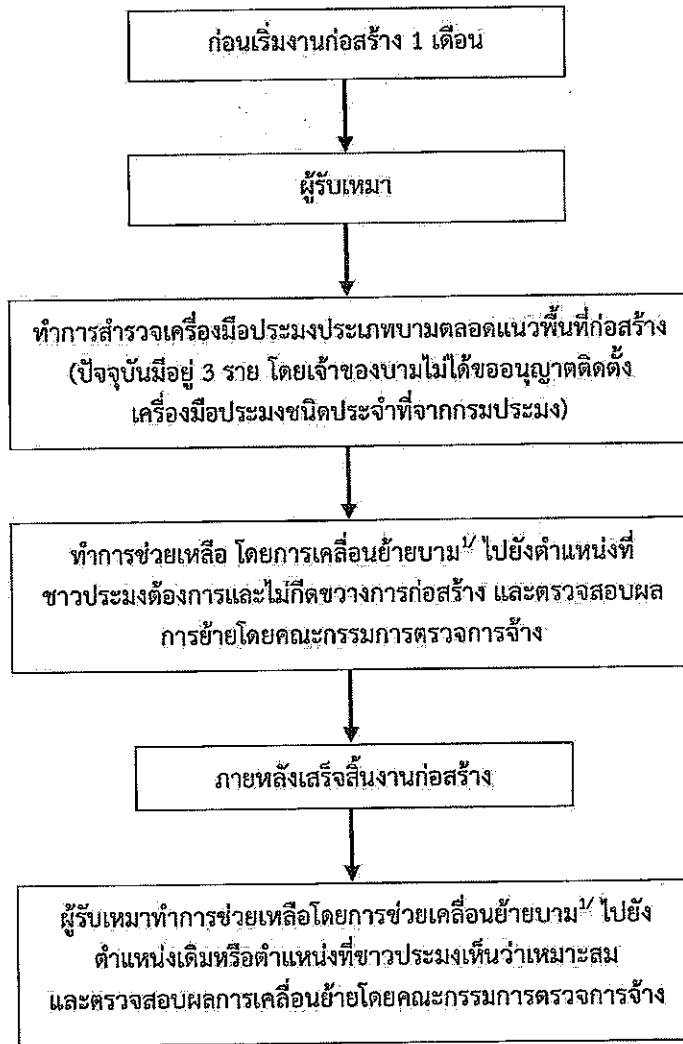 ก่อนเริ่มงานก่อสร้าง 1 เดือน
ผู้รับเหมา
ทำการสำรวจเครื่องมือประมงประเภทบามตลอดแนวพื้นที่ก่อสร้าง
(ปัจจุบันมีอยู่ 3 ราย โดยเจ้าของบามไม่ได้ขออนุญาตติดตั้ง
เครื่องมือประมงชนิดประจำที่จากกรมประมง)
ทำการช่วยเหลือ โดยการเคลื่อนย้ายบาม1/ ไปยังตำแหน่งที่
ชาวประมงต้องการและไม่กีดขวางการก่อสร้าง และตรวจสอบผล
การย้ายโดยคณะกรรมการตรวจการจ้าง
ภายหลังเสร็จสิ้นงานก่อสร้าง
ผู้รับเหมาทำการช่วยเหลือโดยการช่วยเคลื่อนย้ายบาม1/ ไปยัง
ตำแหน่งเดิมหรือตำแหน่งที่ชาวประมงเห็นว่าเหมาะสม
และตรวจสอบผลการเคลื่อนย้ายโดยคณะกรรมการตรวจการจ้าง